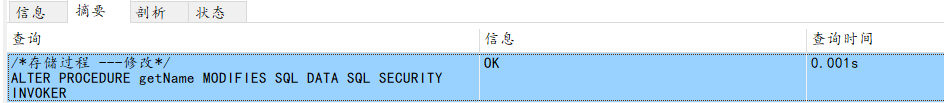 信息 摘要 剖析 状态
查询 信息 查询时间
/*存储过程 ---修改*/ OK 0.001s
ALTER PROCEDURE getName MODIFIES SQL DATA SQL SECURITY
INVOKER